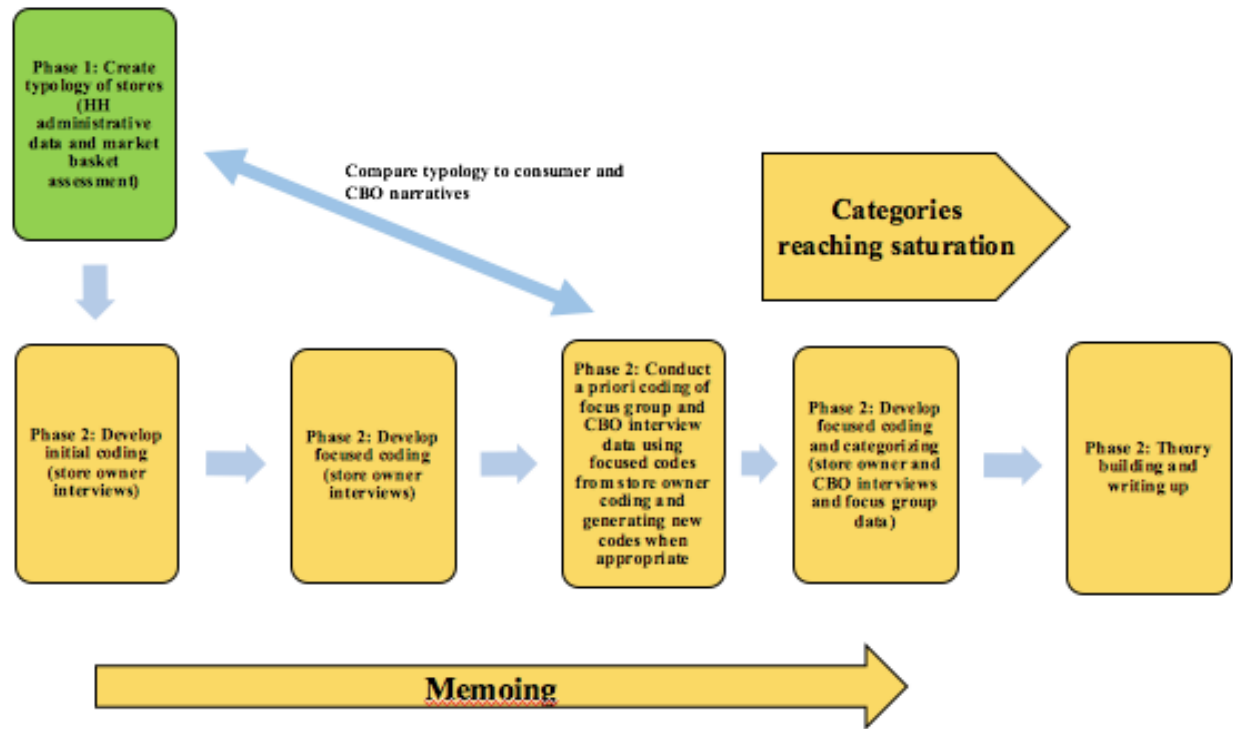 Phase 1: Create
typology of stores
(HH
administrative
data and market
basket
assessment)
Compare typology to consumer and
CBO narratives
Categories
reaching saturation
Phase 2: Develop
initial coding
(store owner
interviews)
Phase 2: Develop
focused coding
(store owner
interviews)
Phase 2: Conduct
a priori coding of
focus group and
CBO interview
data using
focused codes
from store owner
coding and
generating new
codes when
appropriate
Phase 2: Develop
focused coding
and categorizing
(store owner and
CBO interviews
and focus group
data)
Phase 2: Theory
building and
writing up
Memoing